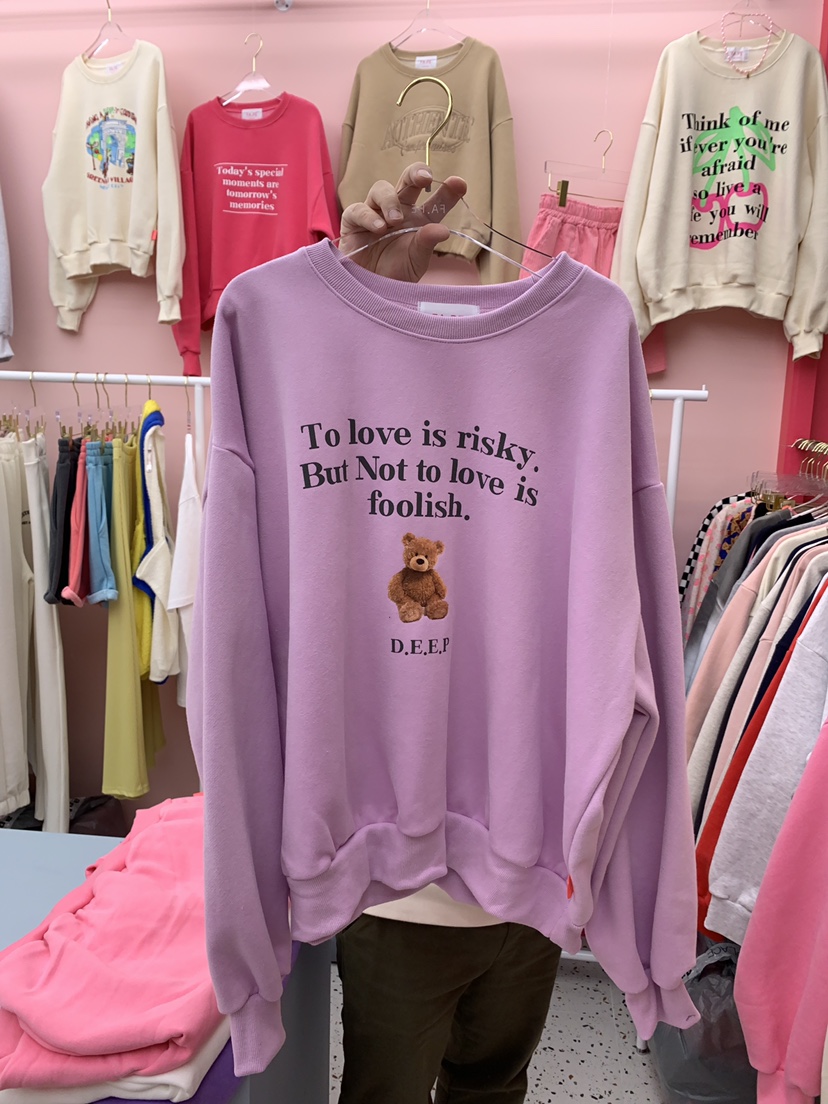 Today's special
moments are
tomorrow's
memories
Think of me
if ever you're
afraid
so live a
you will
remember
To love is risky.
But Not to love is
foolish.
D.E.E.P